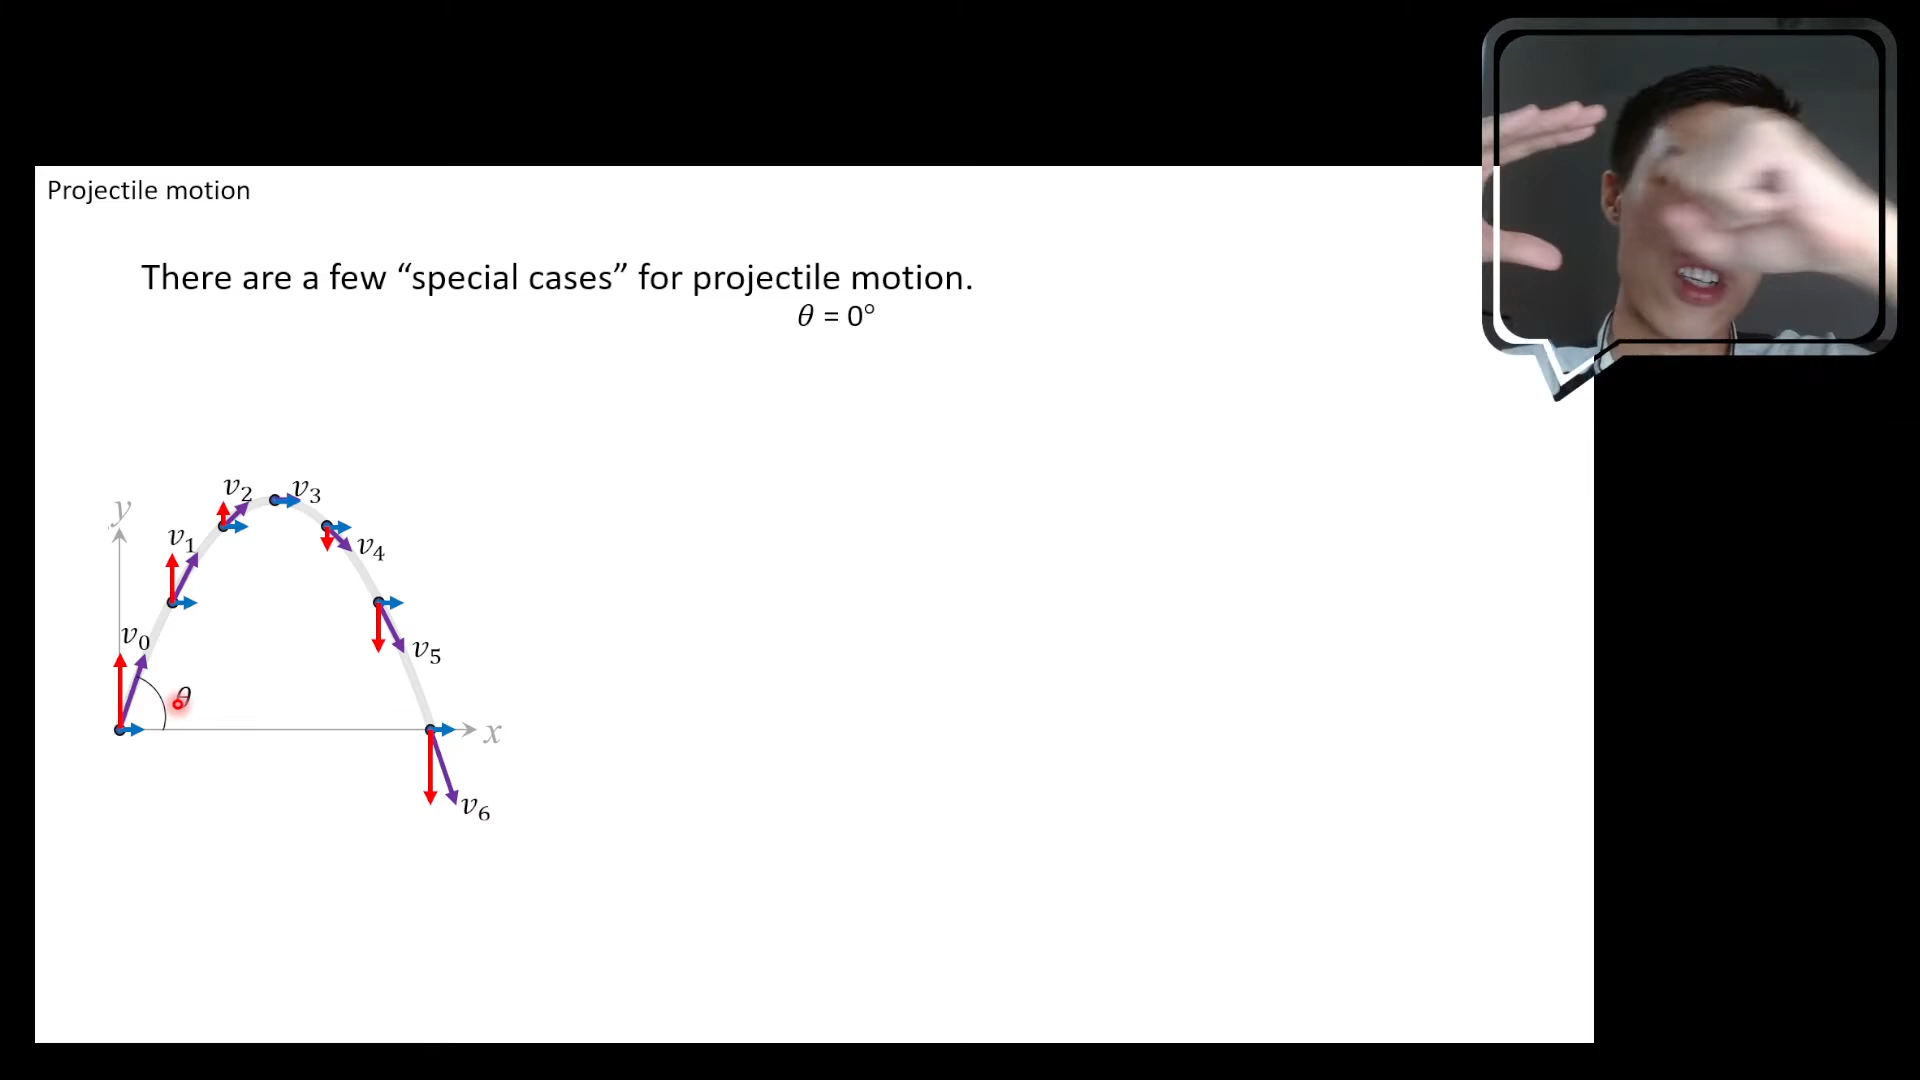 Projectile motion
There are a few “special cases” for projectile motion.
θ = 0°
y
v₂
v₃
v₁
v₄
v₀
v₅
θ
x
v₆